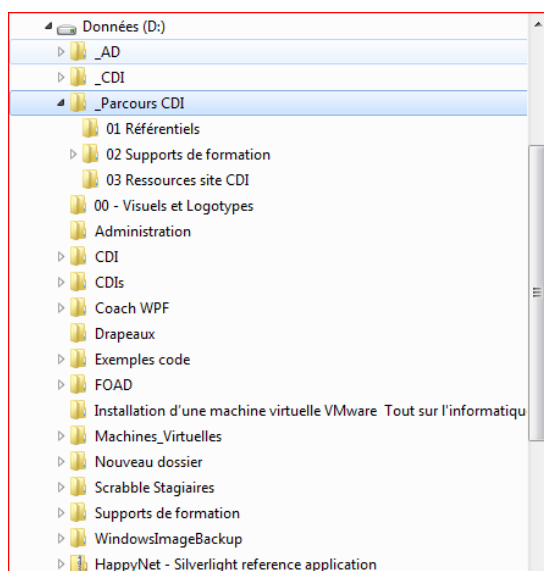 Données (D:)
_AD
_CDI
_Parcours CDI
01 Référentiels
02 Supports de formation
03 Ressources site CDI
00 - Visuels et Logotypes
Administration
CDI
CDIs
Coach WPF
Drapeaux
Exemples code
FOAD
Installation d'une machine virtuelle VMware Tout sur l'informatiqu
Machines_Virtuelles
Nouveau dossier
Scrabble Stagiaires
Supports de formation
WindowsImageBackup
HappyNet - Silverlight reference application